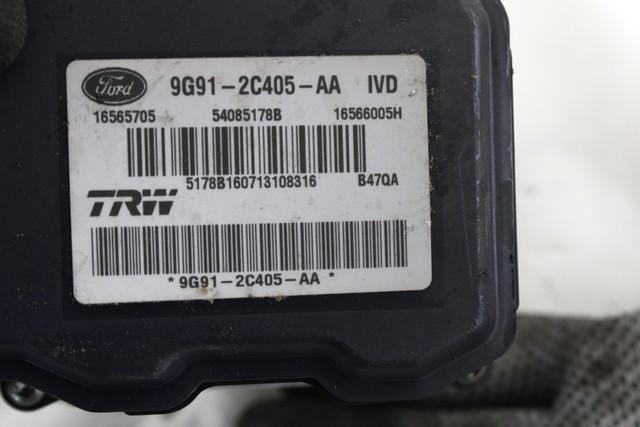 Ford 9G91-2C405-AA IVD
16565705 54085178B 16566005H
5178B160713108316 B47QA
TRW
*9G91-2C405-AA*